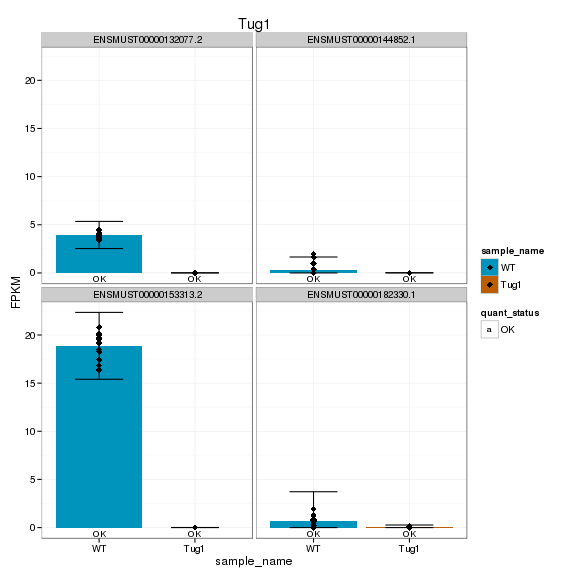 Tug1
ENSMUST00000132077.2 ENSMUST00000144852.1
20
15
10
5
0
OK OK OK OK
FPKM
ENSMUST00000153313.2 ENSMUST00000182330.1
20
15
10
5
0
OK OK OK OK
WT Tug1 WT Tug1
sample_name
sample_name
WT
Tug1
quant_status
a OK